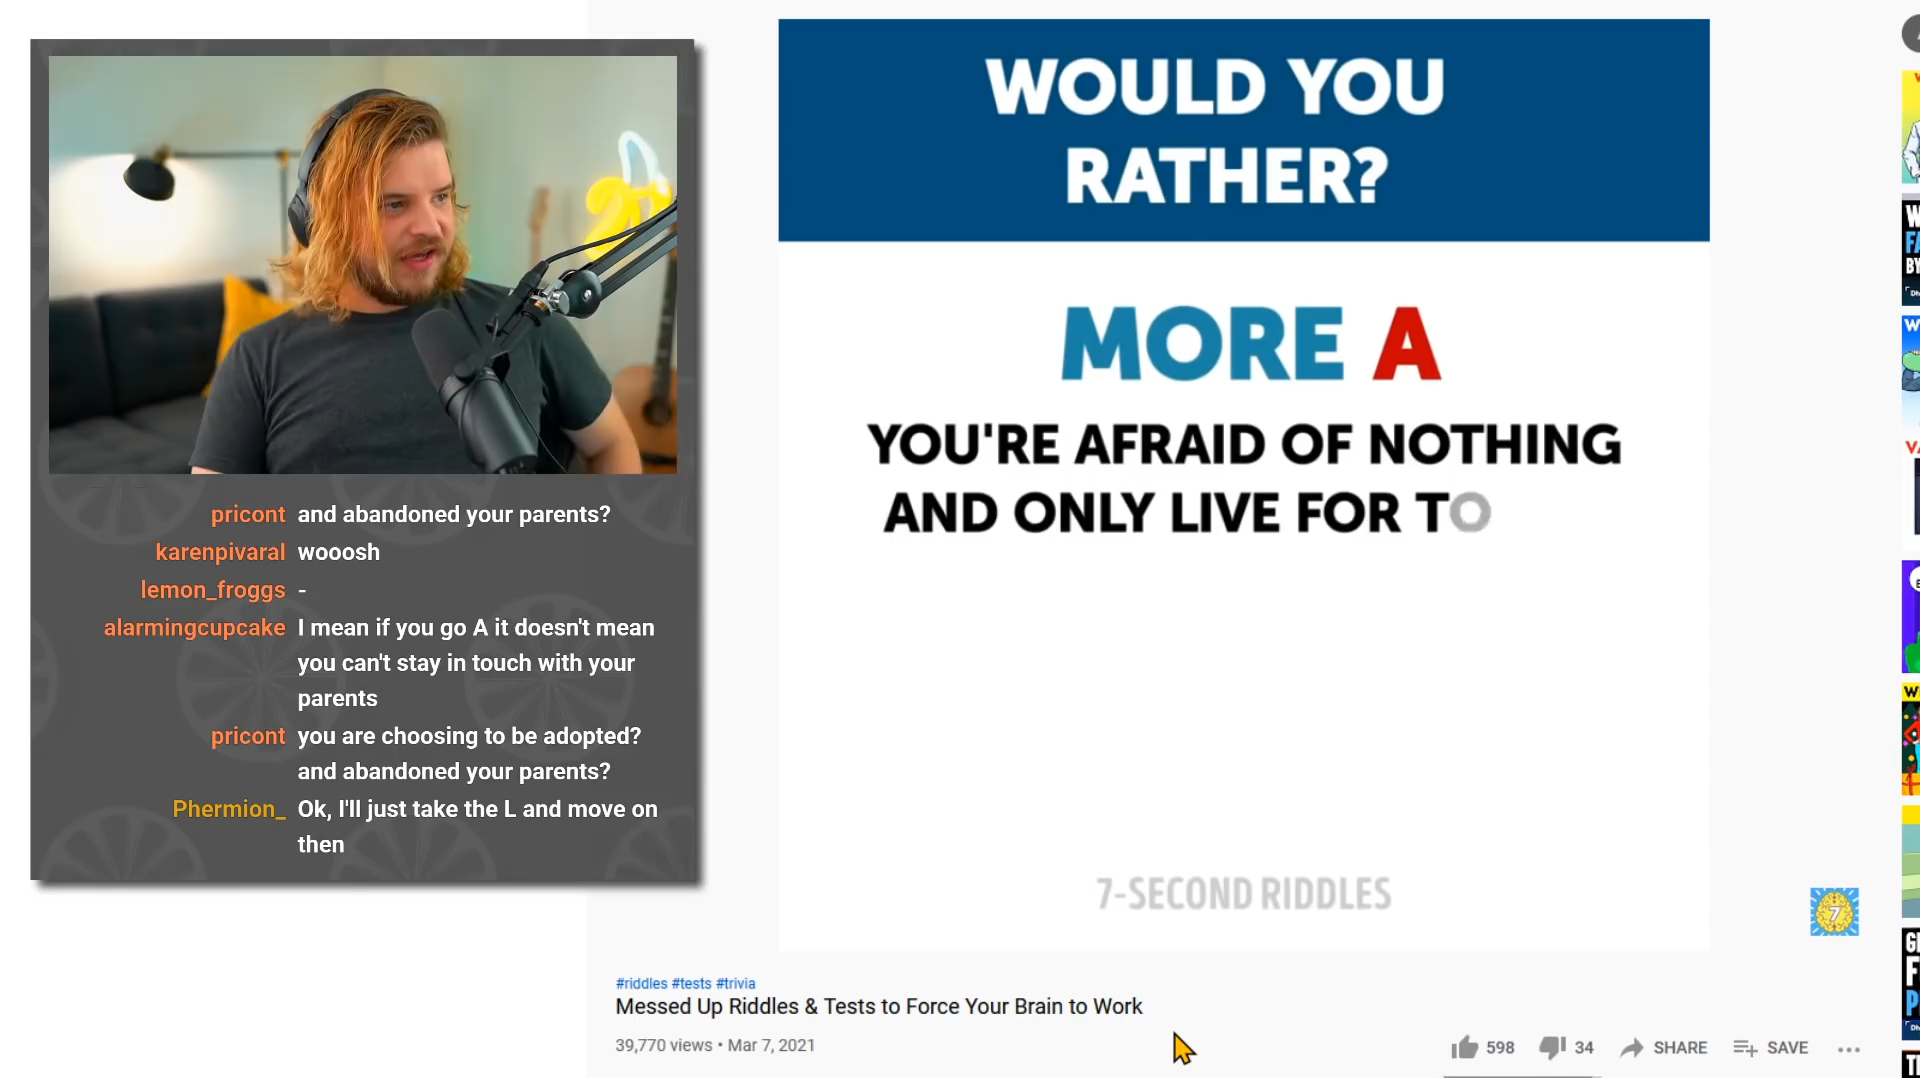 WOULD YOU
RATHER?
MORE A
YOU'RE AFRAID OF NOTHING
AND ONLY LIVE FOR TO
7-SECOND RIDDLES
7
pricont and abandoned your parents?
karenpivaral wooosh
lemon_froggs -
alarmingcupcake I mean if you go A it doesn't mean
you can't stay in touch with your
parents
pricont you are choosing to be adopted?
and abandoned your parents?
Phermion_ Ok, I'll just take the L and move on
then
#riddles #tests #trivia
Messed Up Riddles & Tests to Force Your Brain to Work
39,770 views • Mar 7, 2021
598 34 SHARE SAVE